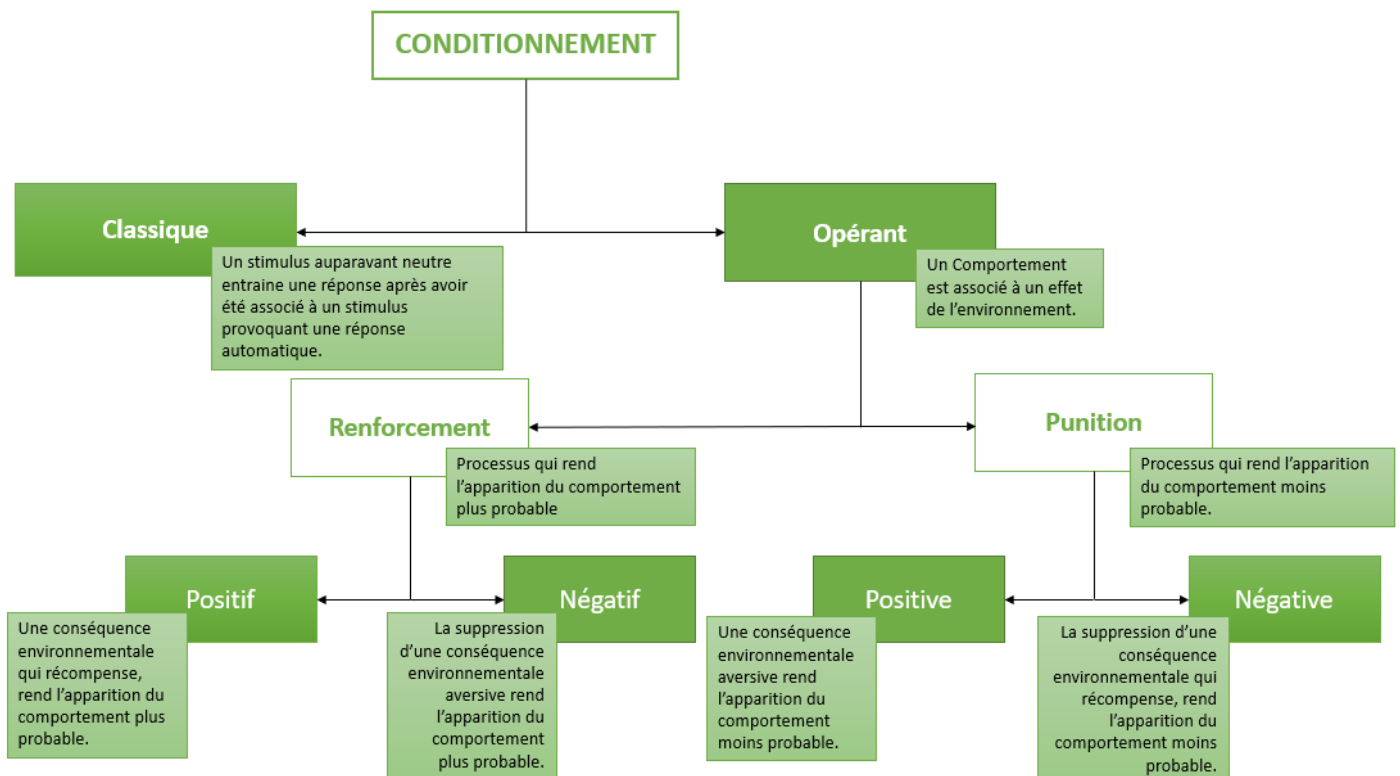 CONDITIONNEMENT
Classique
Un stimulus auparavant neutre
entraine une réponse après avoir
été associé à un stimulus
provoquant une réponse
automatique.
Opérant
Un Comportement
est associé à un effet
de l’environnement.
Renforcement
Processus qui rend
l’apparition du comportement
plus probable
Punition
Processus qui rend l’apparition
du comportement moins
probable.
Positif
Une conséquence
environnementale
qui récompense,
rend l’apparition du
comportement plus
probable.
Négatif
La suppression
d’une conséquence
environnementale
aversive rend
l’apparition du
comportement
plus probable.
Positive
Une conséquence
environnementale
aversive rend
l’apparition du
comportement
moins probable.
Négative
La suppression d’une
conséquence
environnementale qui
récompense, rend
l’apparition du
comportement moins
probable.